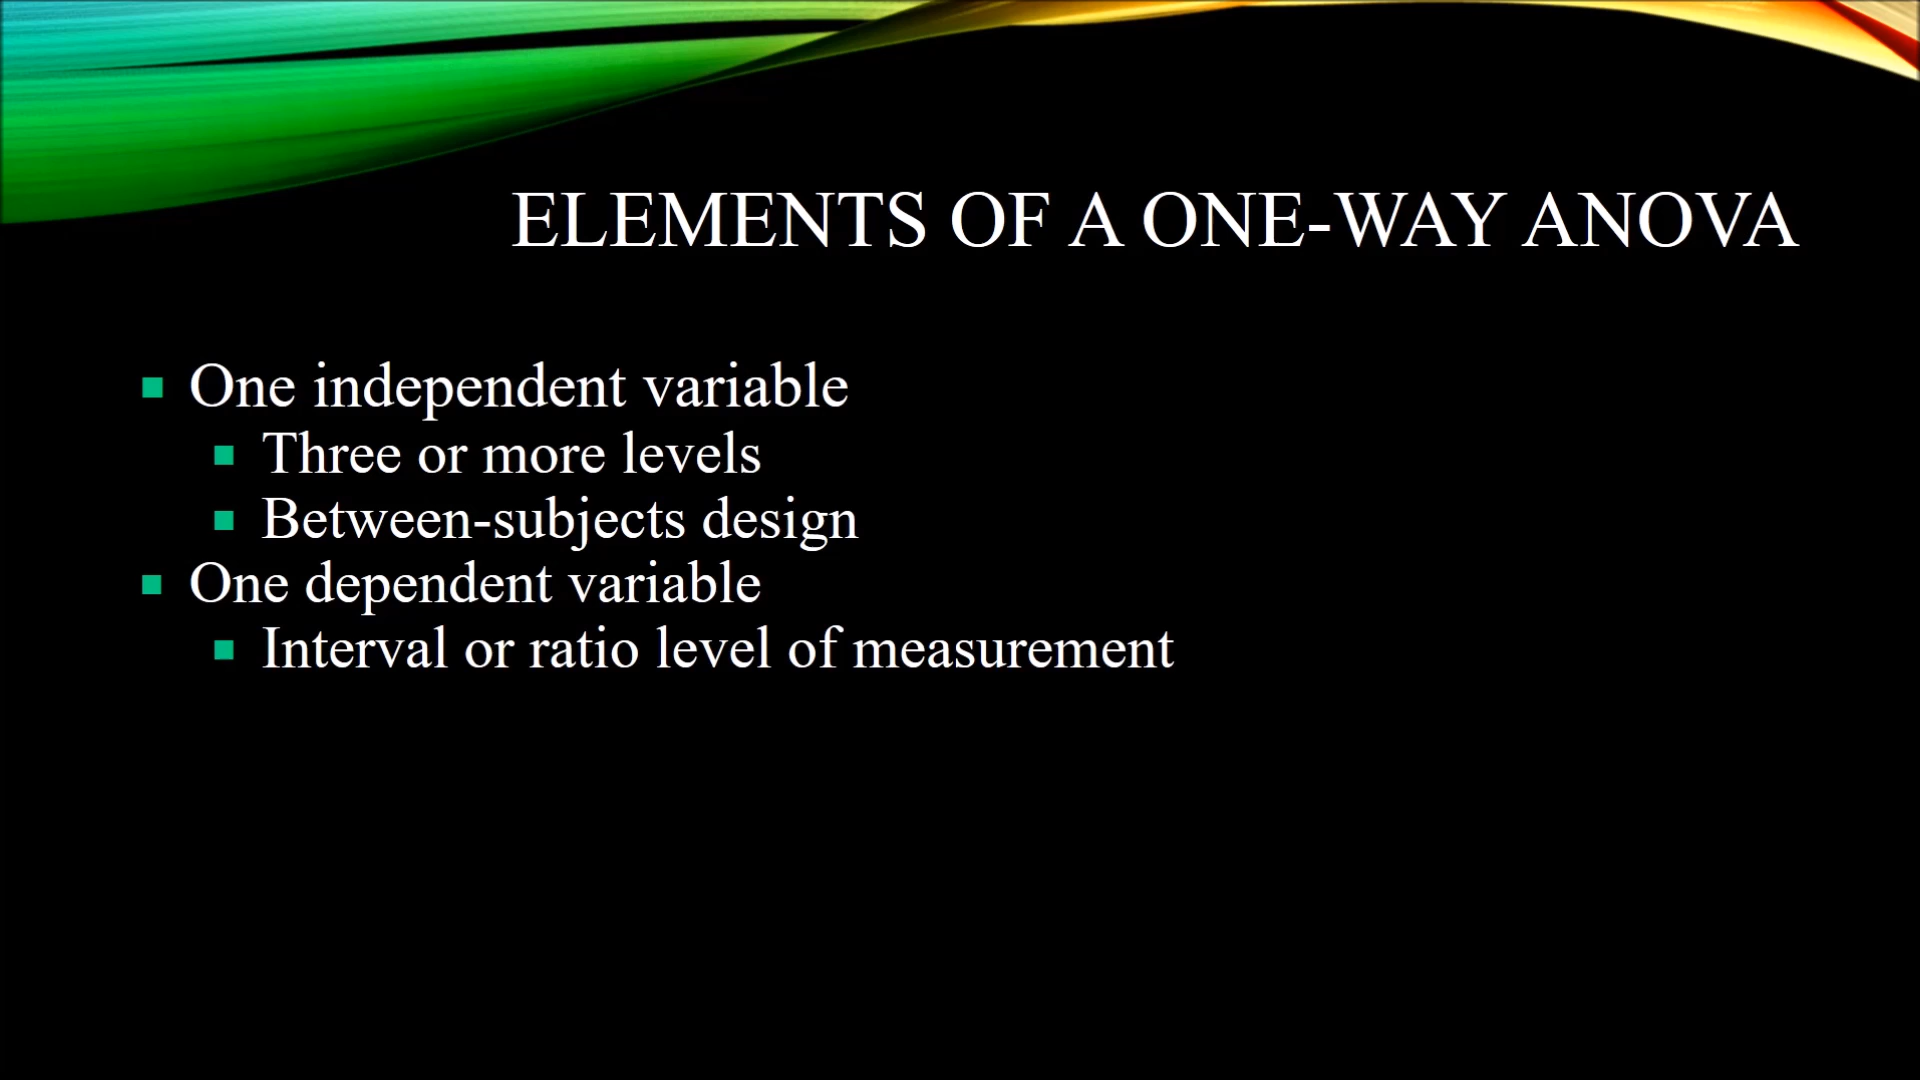 ELEMENTS OF A ONE-WAY ANOVA
One independent variable
Three or more levels
Between-subjects design
One dependent variable
Interval or ratio level of measurement